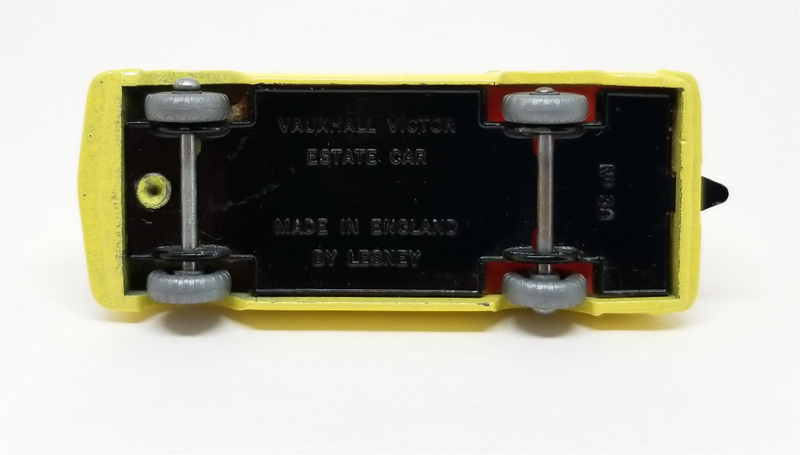 VAUXHALL VICTOR
ESTATE CAR
MADE IN ENGLAND
BY LESNEY
Nº 38